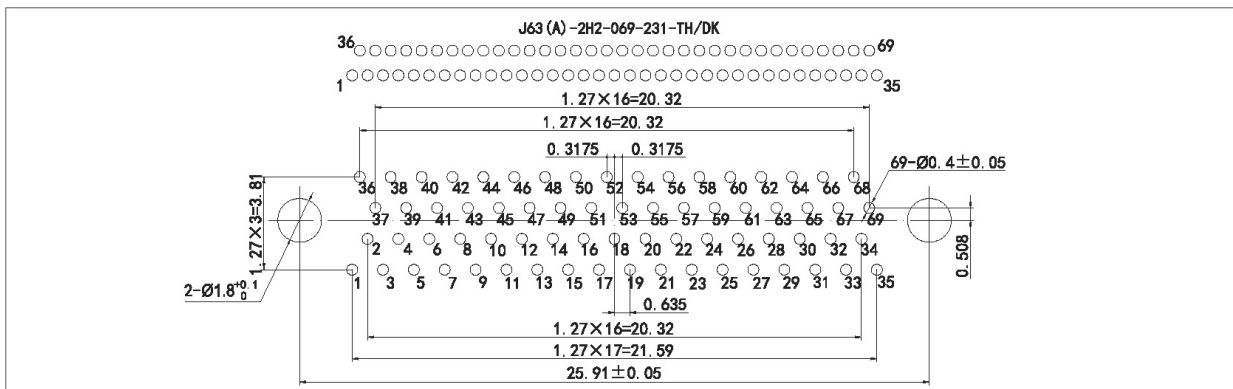 J63(A)-2H2-069-231-TH/DK
36 69
1 35
1.27×16=20.32
1.27×16=20.32
0.3175 0.3175
69-Ø0.4±0.05
36 38 40 42 44 46 48 50 52 54 56 58 60 62 64 66 68
37 39 41 43 45 47 49 51 53 55 57 59 61 63 65 67 69
1.27×3=3.81
0.508
2 4 6 8 10 12 14 16 18 20 22 24 26 28 30 32 34
1 3 5 7 9 11 13 15 17 19 21 23 25 27 29 31 33 35
2-Ø1.8+0.1 0
0.635
1.27×16=20.32
1.27×17=21.59
25.91±0.05